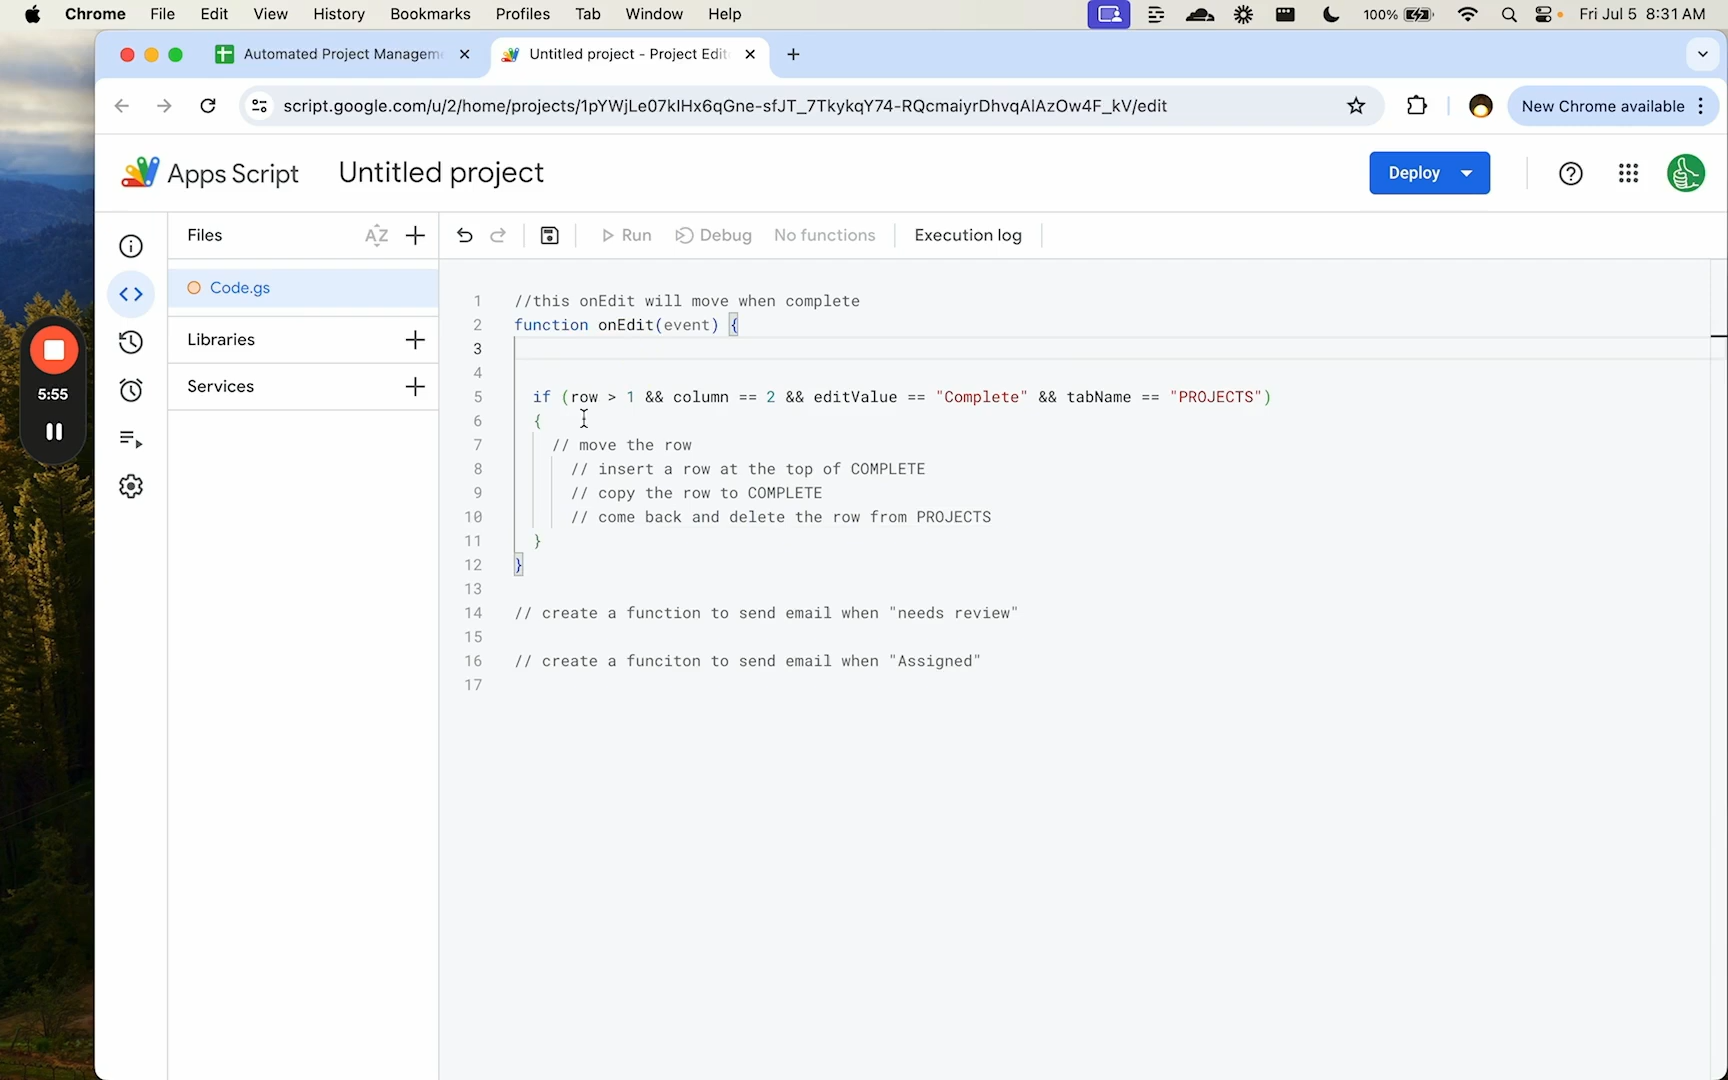 Chrome File Edit View History Bookmarks Profiles Tab Window Help 100% Fri Jul 5 8:31 AM
Automated Project Managem Untitled project - Project Edit
script.google.com/u/2/home/projects/1pYWjLe07kIHx6qGne-sfJT_7TkykqY74-RQcmaiyrDhvqAlAzOw4F_kV/edit New Chrome available
Apps Script Untitled project Deploy
Files AZ Run Debug No functions Execution log
Code.gs
Libraries
Services
5:55
1 //this onEdit will move when complete
2 function onEdit(event) {
3
4
5 if (row > 1 && column == 2 && editValue == "Complete" && tabName == "PROJECTS")
6 {
7 // move the row
8 // insert a row at the top of COMPLETE
9 // copy the row to COMPLETE
10 // come back and delete the row from PROJECTS
11 }
12 }
13
14 // create a function to send email when "needs review"
15
16 // create a funciton to send email when "Assigned"
17